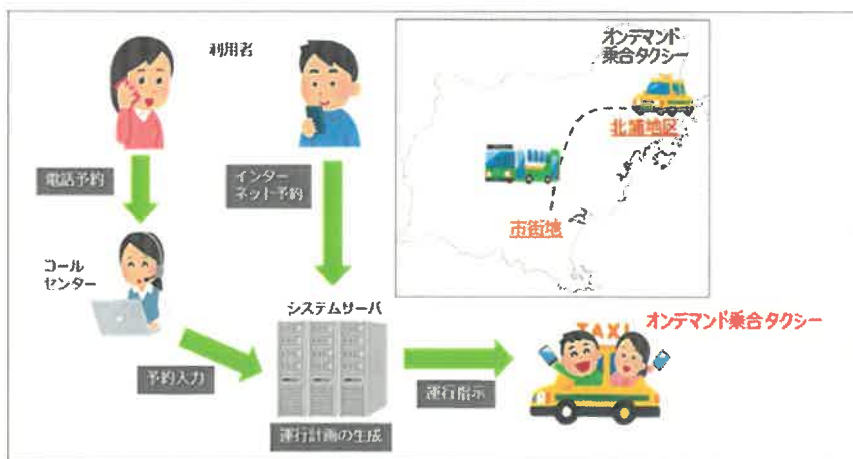 利用者
電話予約
インター
ネット予約
コール
センター
予約入力
システムサーバ
運行計画の生成
運行指示
オンデマンド
乗合タクシー
北浦地区
市街地
オンデマンド乗合タクシー
TAXI